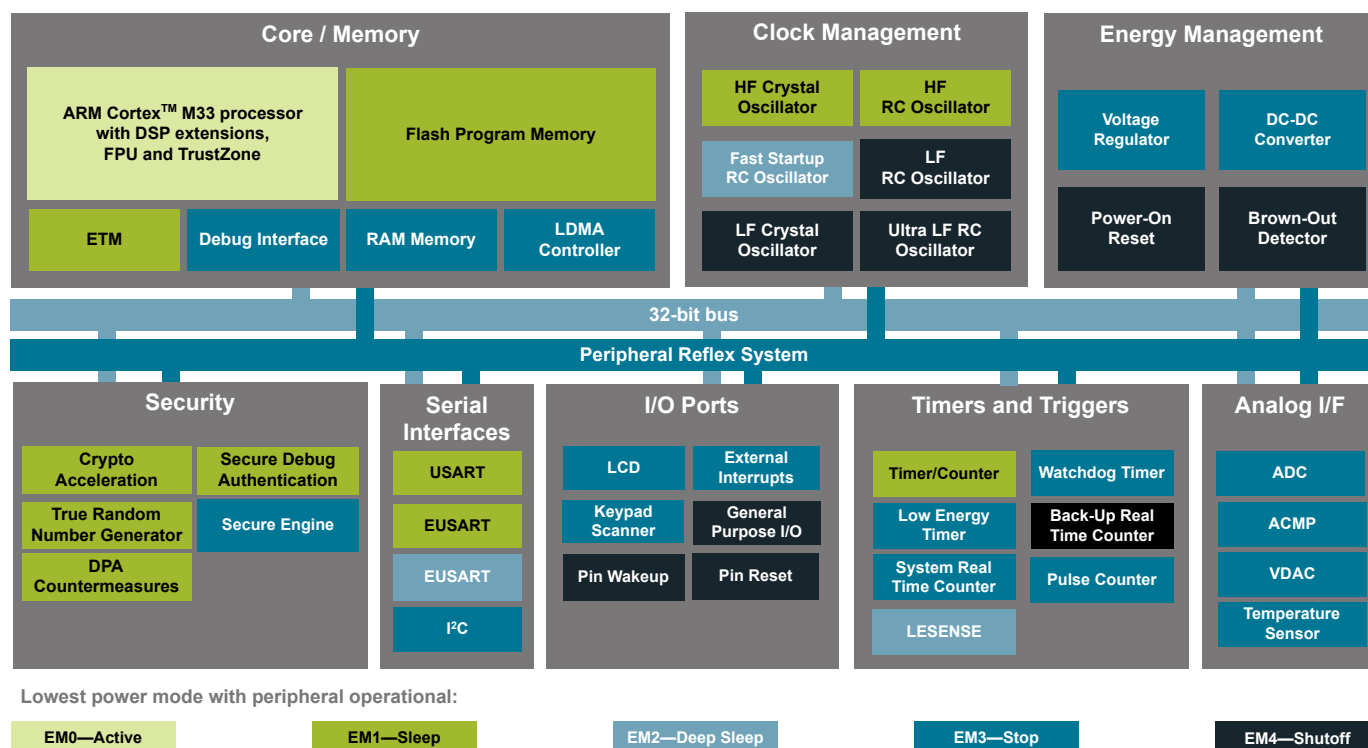 Core / Memory
ARM Cortex™ M33 processor
with DSP extensions,
FPU and TrustZone
Flash Program Memory
ETM
Debug Interface
RAM Memory
LDMA
Controller
Clock Management
HF Crystal
Oscillator
HF
RC Oscillator
Fast Startup
RC Oscillator
LF
RC Oscillator
LF Crystal
Oscillator
Ultra LF RC
Oscillator
Energy Management
Voltage
Regulator
DC-DC
Converter
Power-On
Reset
Brown-Out
Detector
32-bit bus
Peripheral Reflex System
Security
Crypto
Acceleration
Secure Debug
Authentication
True Random
Number Generator
Secure Engine
DPA
Countermeasures
Serial
Interfaces
USART
EUSART
EUSART
I²C
I/O Ports
LCD
External
Interrupts
Keypad
Scanner
General
Purpose I/O
Pin Wakeup
Pin Reset
Timers and Triggers
Timer/Counter
Watchdog Timer
Low Energy
Timer
Back-Up Real
Time Counter
System Real
Time Counter
Pulse Counter
LESENSE
Analog I/F
ADC
ACMP
VDAC
Temperature
Sensor
Lowest power mode with peripheral operational:
EM0—Active
EM1—Sleep
EM2—Deep Sleep
EM3—Stop
EM4—Shutoff